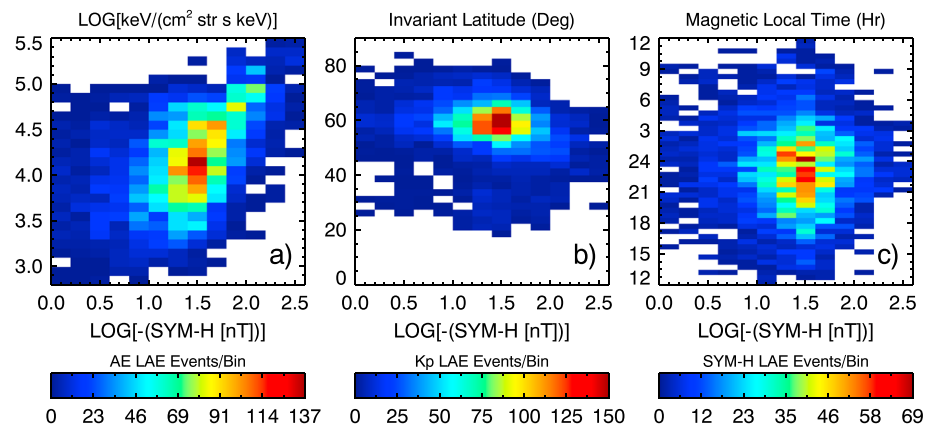 LOG[keV/(cm² str s keV)] Invariant Latitude (Deg) Magnetic Local Time (Hr)
5.5
5.0
4.5
4.0
3.5
3.0
a)
0.0 0.5 1.0 1.5 2.0 2.5
LOG[-(SYM-H [nT])]
AE LAE Events/Bin
0 23 46 69 91 114 137
80
60
40
20
0
b)
0.0 0.5 1.0 1.5 2.0 2.5
LOG[-(SYM-H [nT])]
Kp LAE Events/Bin
0 25 50 75 100 125 150
12
9
6
3
24
21
18
15
12
c)
0.0 0.5 1.0 1.5 2.0 2.5
LOG[-(SYM-H [nT])]
SYM-H LAE Events/Bin
0 12 23 35 46 58 69